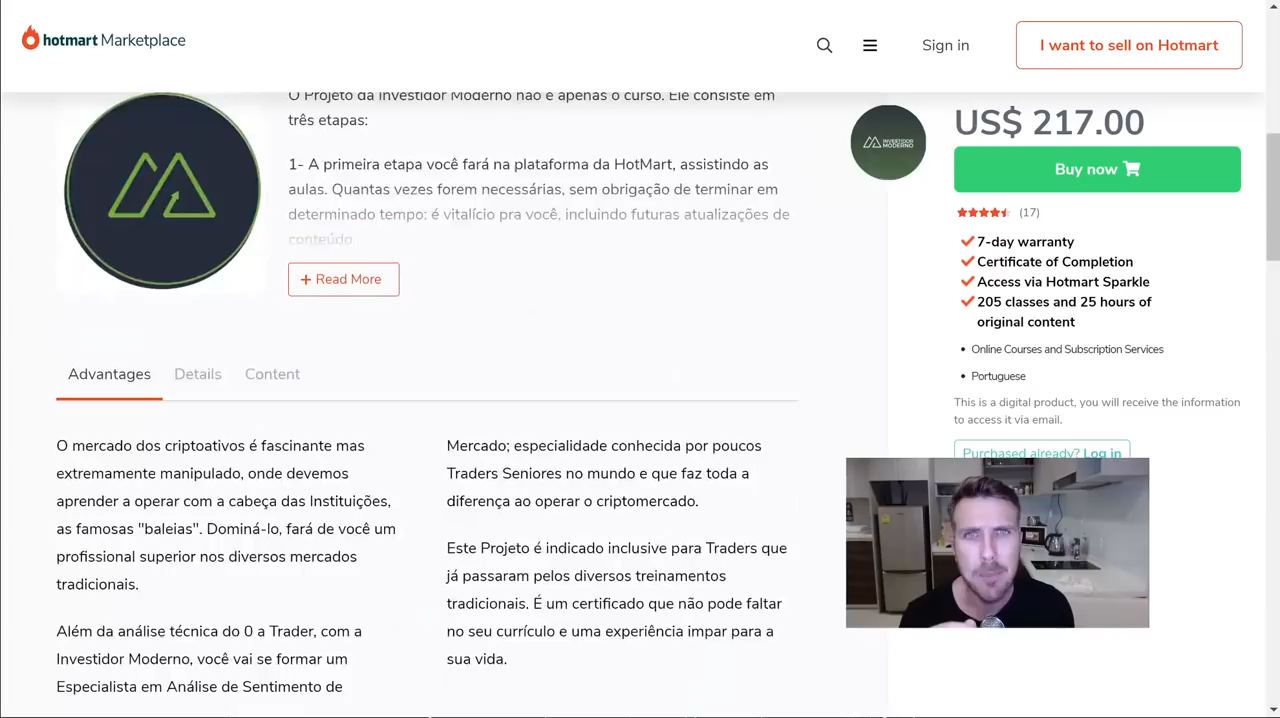 hotmart Marketplace
Sign in
I want to sell on Hotmart
O Projeto da Investidor Moderno não é apenas o curso. Ele consiste em
três etapas:
1- A primeira etapa você fará na plataforma da HotMart, assistindo as
aulas. Quantas vezes forem necessárias, sem obrigação de terminar em
determinado tempo: é vitalício pra você, incluindo futuras atualizações de
conteúdo
+ Read More
INVESTIDOR
MODERNO
US$ 217.00
Buy now
(17)
7-day warranty
Certificate of Completion
Access via Hotmart Sparkle
205 classes and 25 hours of
original content
• Online Courses and Subscription Services
• Portuguese
This is a digital product, you will receive the information
to access it via email.
Purchased already? Log in
Advantages
Details
Content
O mercado dos criptoativos é fascinante mas
extremamente manipulado, onde devemos
aprender a operar com a cabeça das Instituições,
as famosas "baleias". Dominá-lo, fará de você um
profissional superior nos diversos mercados
tradicionais.
Além da análise técnica do 0 a Trader, com a
Investidor Moderno, você vai se formar um
Especialista em Análise de Sentimento de
Mercado; especialidade conhecida por poucos
Traders Seniores no mundo e que faz toda a
diferença ao operar o criptomercado.
Este Projeto é indicado inclusive para Traders que
já passaram pelos diversos treinamentos
tradicionais. É um certificado que não pode faltar
no seu currículo e uma experiência impar para a
sua vida.